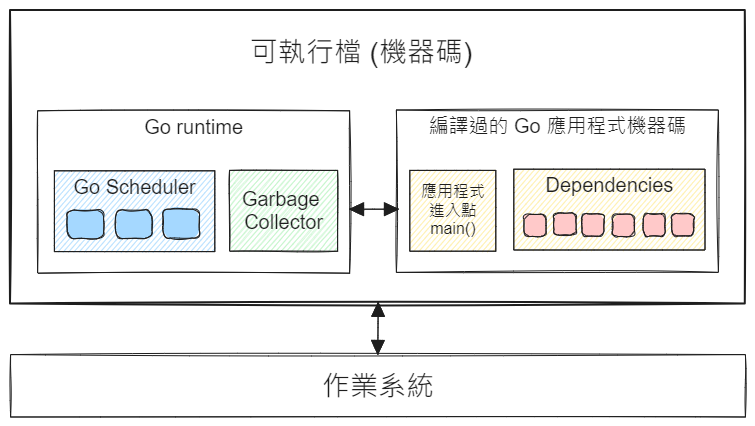 可執行檔 (機器碼)
Go runtime
Go Scheduler
Garbage
Collector
編譯過的 Go 應用程式機器碼
應用程式
進入點
main()
Dependencies
作業系統